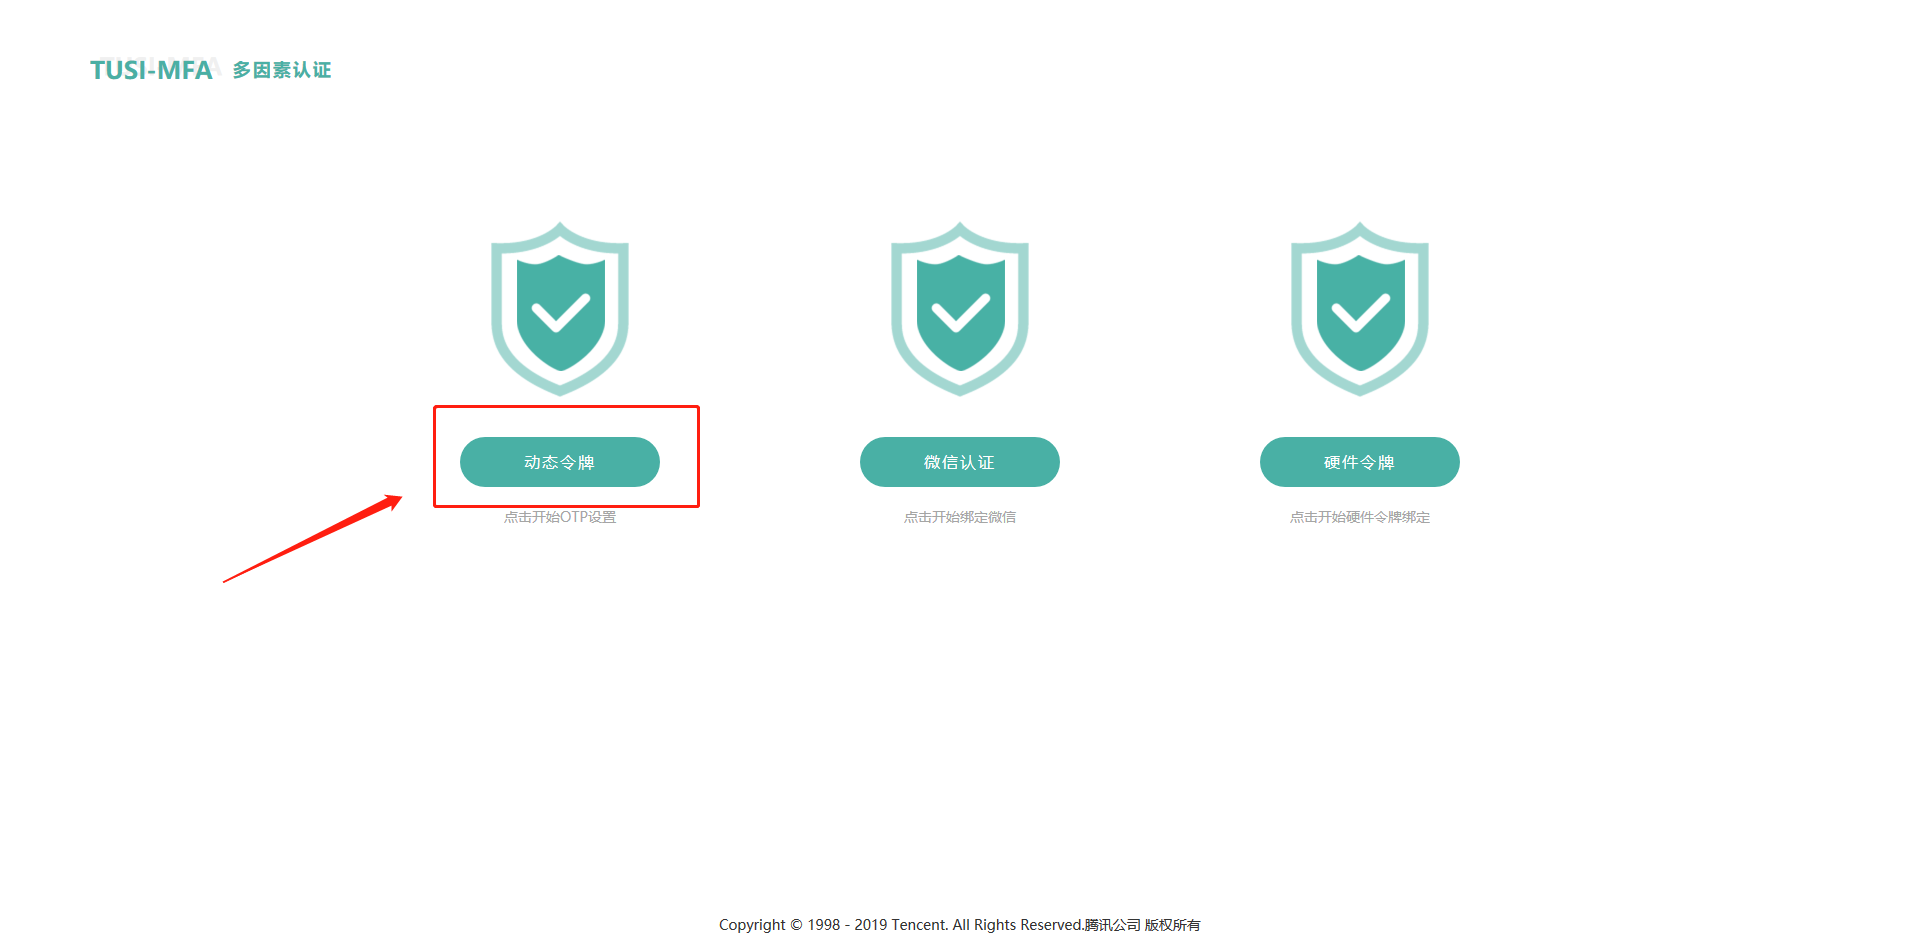 TUSI-MFA 多因素认证
动态令牌 微信认证 硬件令牌
点击开始OTP设置 点击开始绑定微信 点击开始硬件令牌绑定
Copyright © 1998 - 2019 Tencent. All Rights Reserved.腾讯公司 版权所有